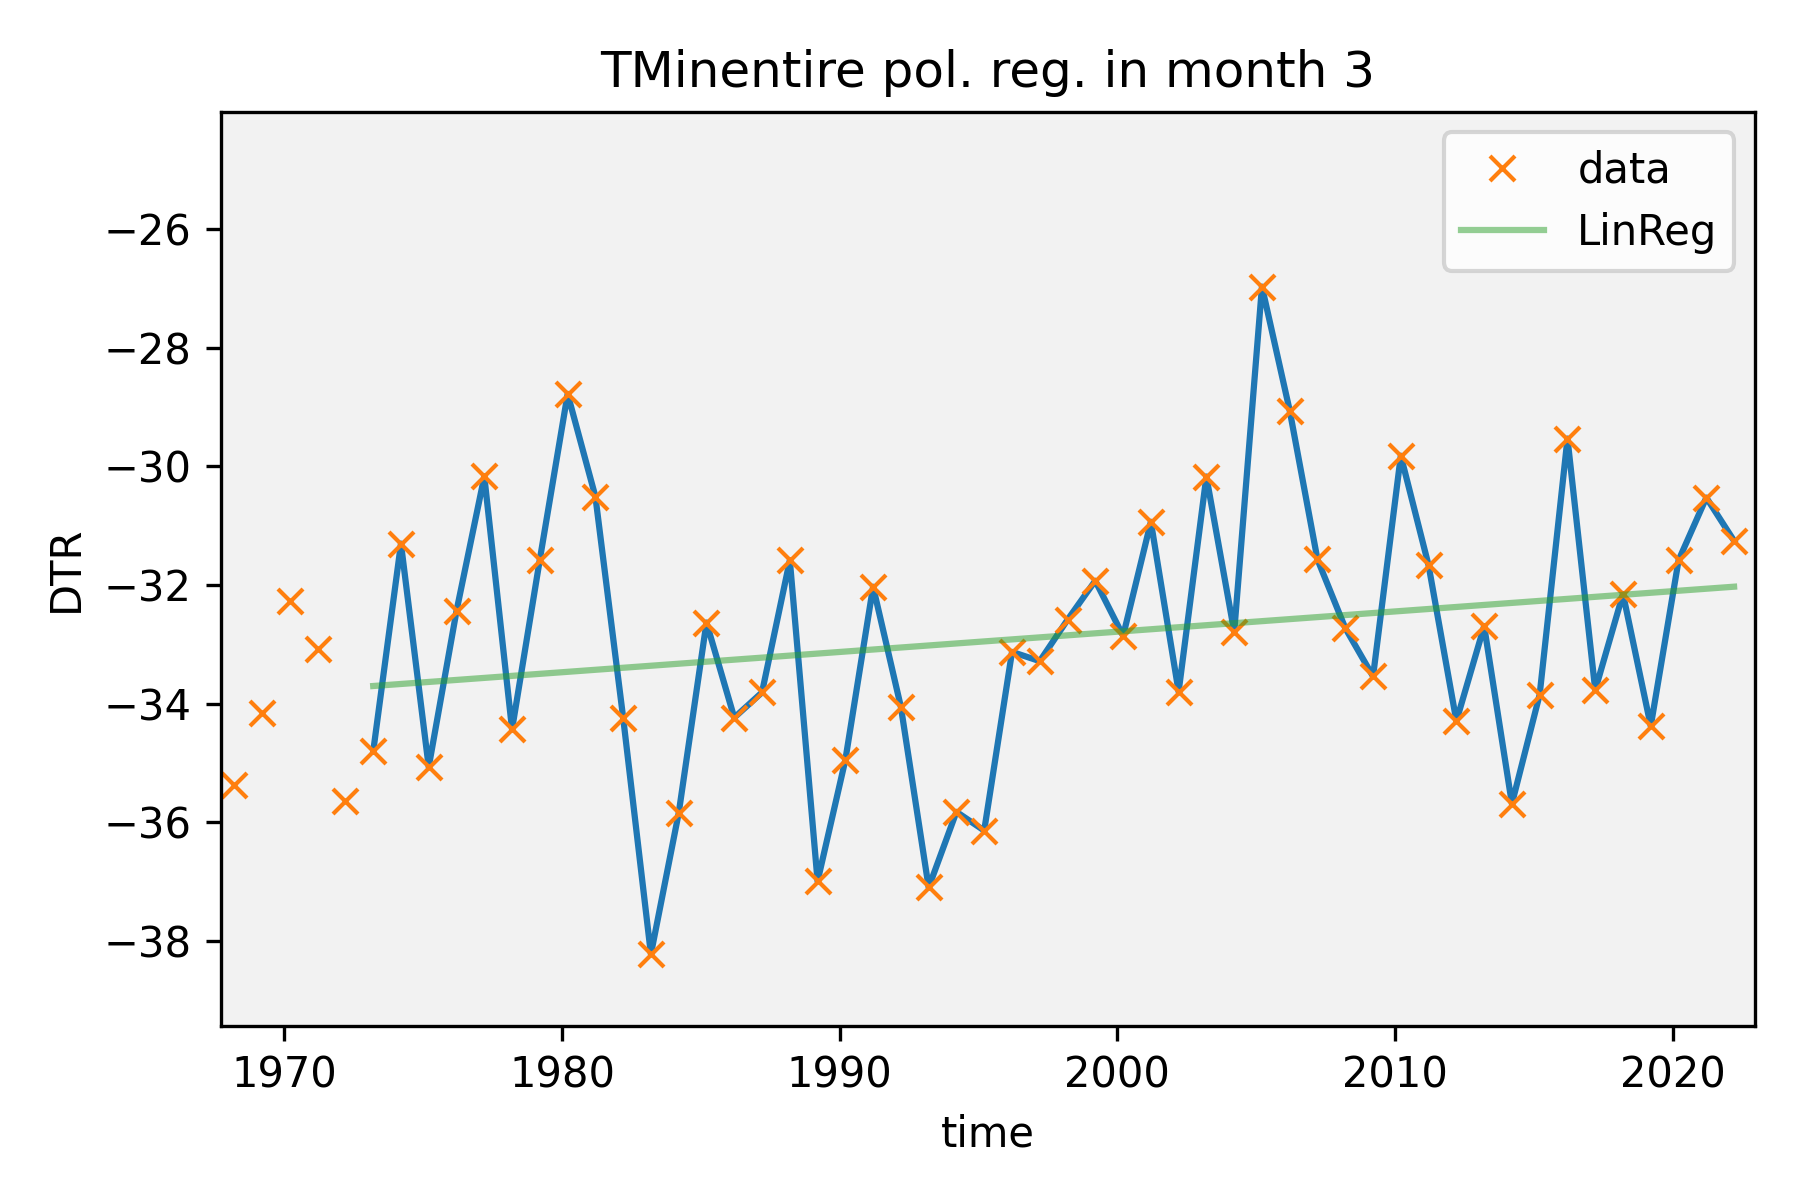 TMinentire pol. reg. in month 3
data
LinReg
−26
−28
−30
−32
−34
−36
−38
DTR
1970 1980 1990 2000 2010 2020
time